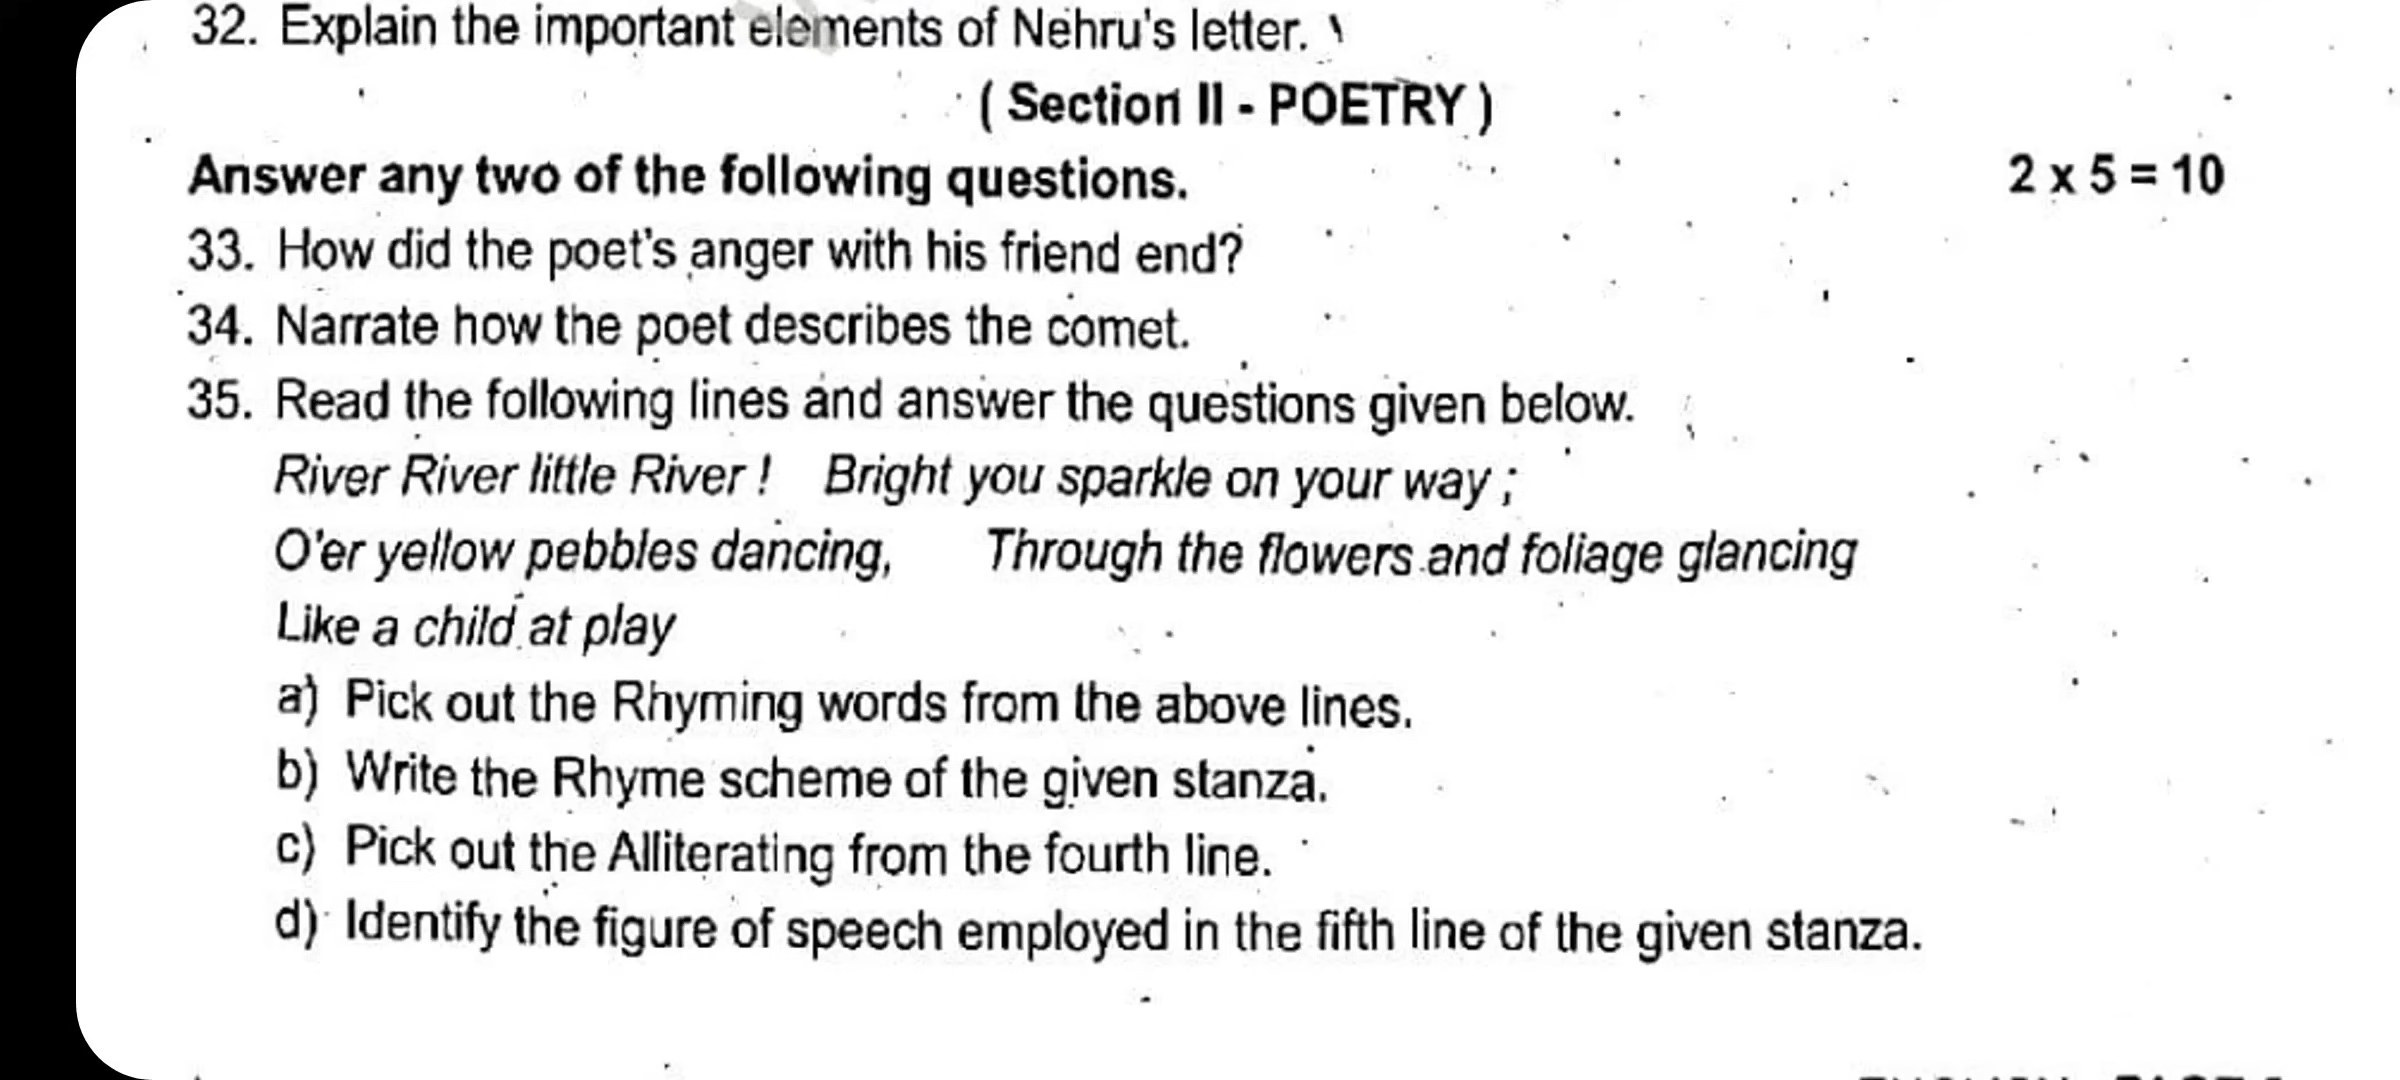 32. Explain the important elements of Nehru's letter.
( Section II - POETRY )
Answer any two of the following questions. 2 x 5 = 10
33. How did the poet's anger with his friend end?
34. Narrate how the poet describes the comet.
35. Read the following lines and answer the questions given below.
River River little River ! Bright you sparkle on your way ;
O'er yellow pebbles dancing, Through the flowers and foliage glancing
Like a child at play
a) Pick out the Rhyming words from the above lines.
b) Write the Rhyme scheme of the given stanza.
c) Pick out the Alliterating from the fourth line.
d) Identify the figure of speech employed in the fifth line of the given stanza.